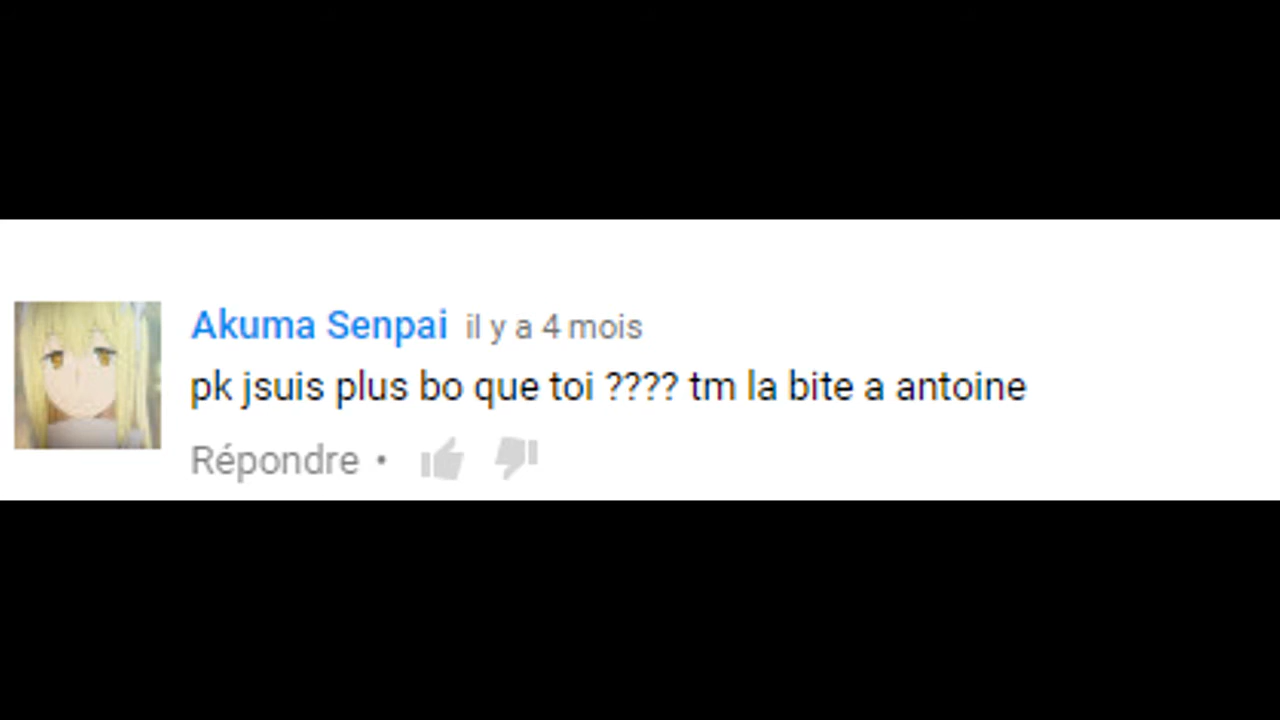 Akuma Senpai il y a 4 mois
pk jsuis plus bo que toi ???? tm la bite a antoine
Répondre •